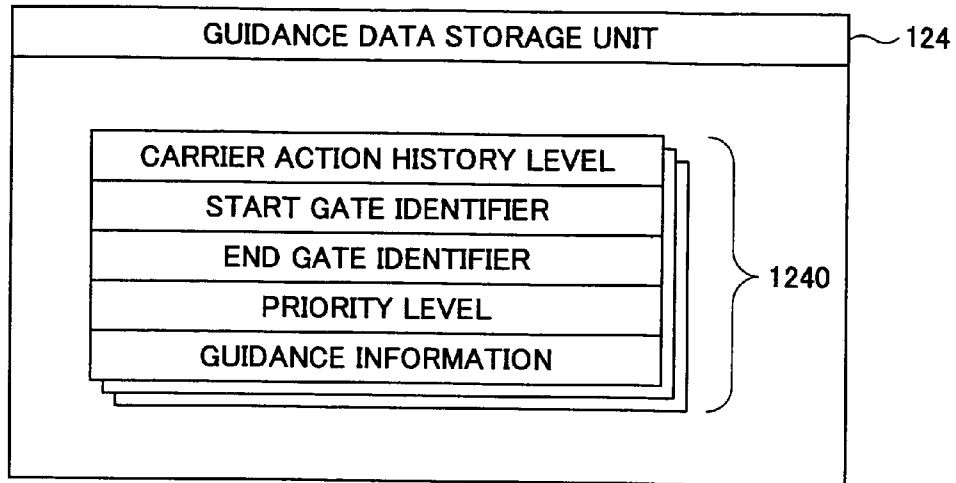 GUIDANCE DATA STORAGE UNIT
124
CARRIER ACTION HISTORY LEVEL
START GATE IDENTIFIER
END GATE IDENTIFIER
PRIORITY LEVEL
GUIDANCE INFORMATION
1240